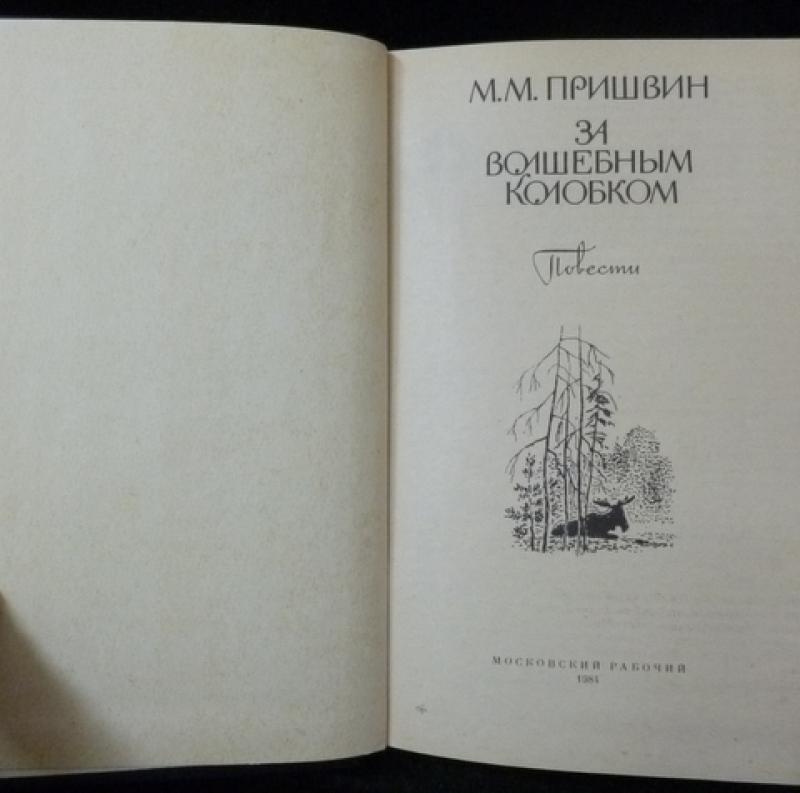 М.М. ПРИШВИН
ЗА
ВОЛШЕБНЫМ
КОЛОБКОМ
Повести
МОСКОВСКИЙ РАБОЧИЙ
1984